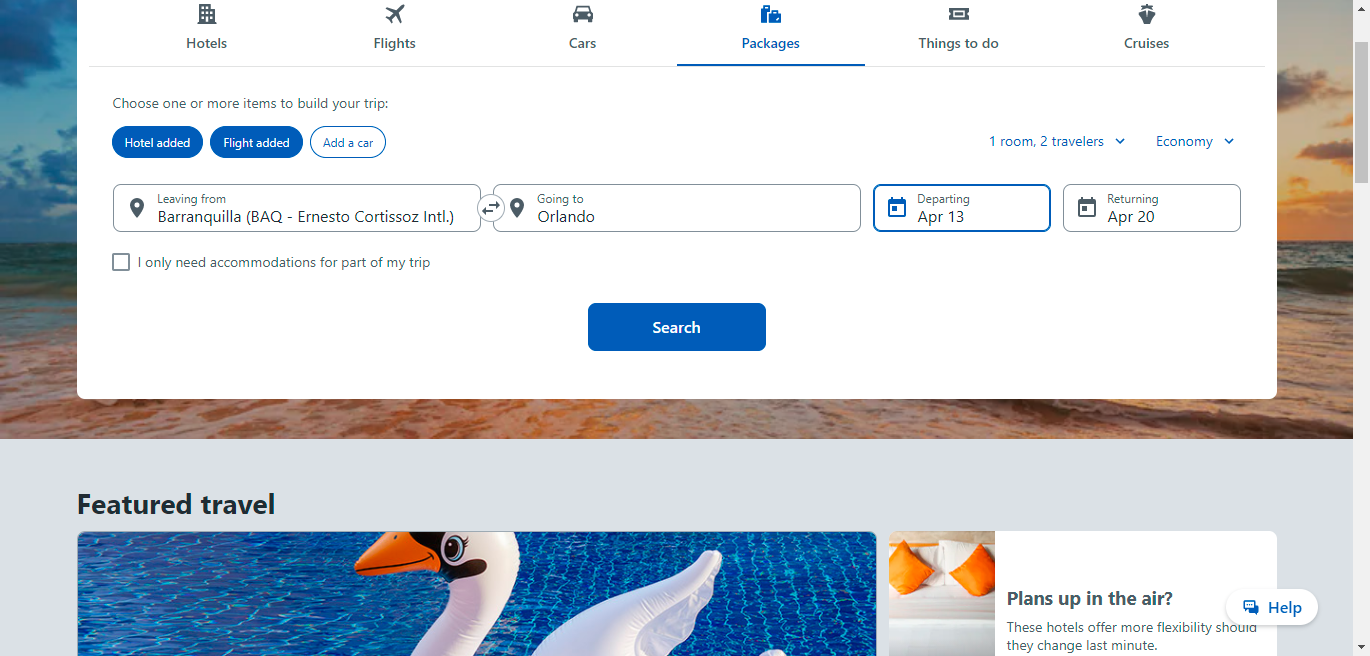 Hotels
Flights
Cars
Packages
Things to do
Cruises
Choose one or more items to build your trip:
Hotel added
Flight added
Add a car
1 room, 2 travelers
Economy
Leaving from
Barranquilla (BAQ - Ernesto Cortissoz Intl.)
Going to
Orlando
Departing
Apr 13
Returning
Apr 20
I only need accommodations for part of my trip
Search
Featured travel
Plans up in the air?
These hotels offer more flexibility should
they change last minute.
Help